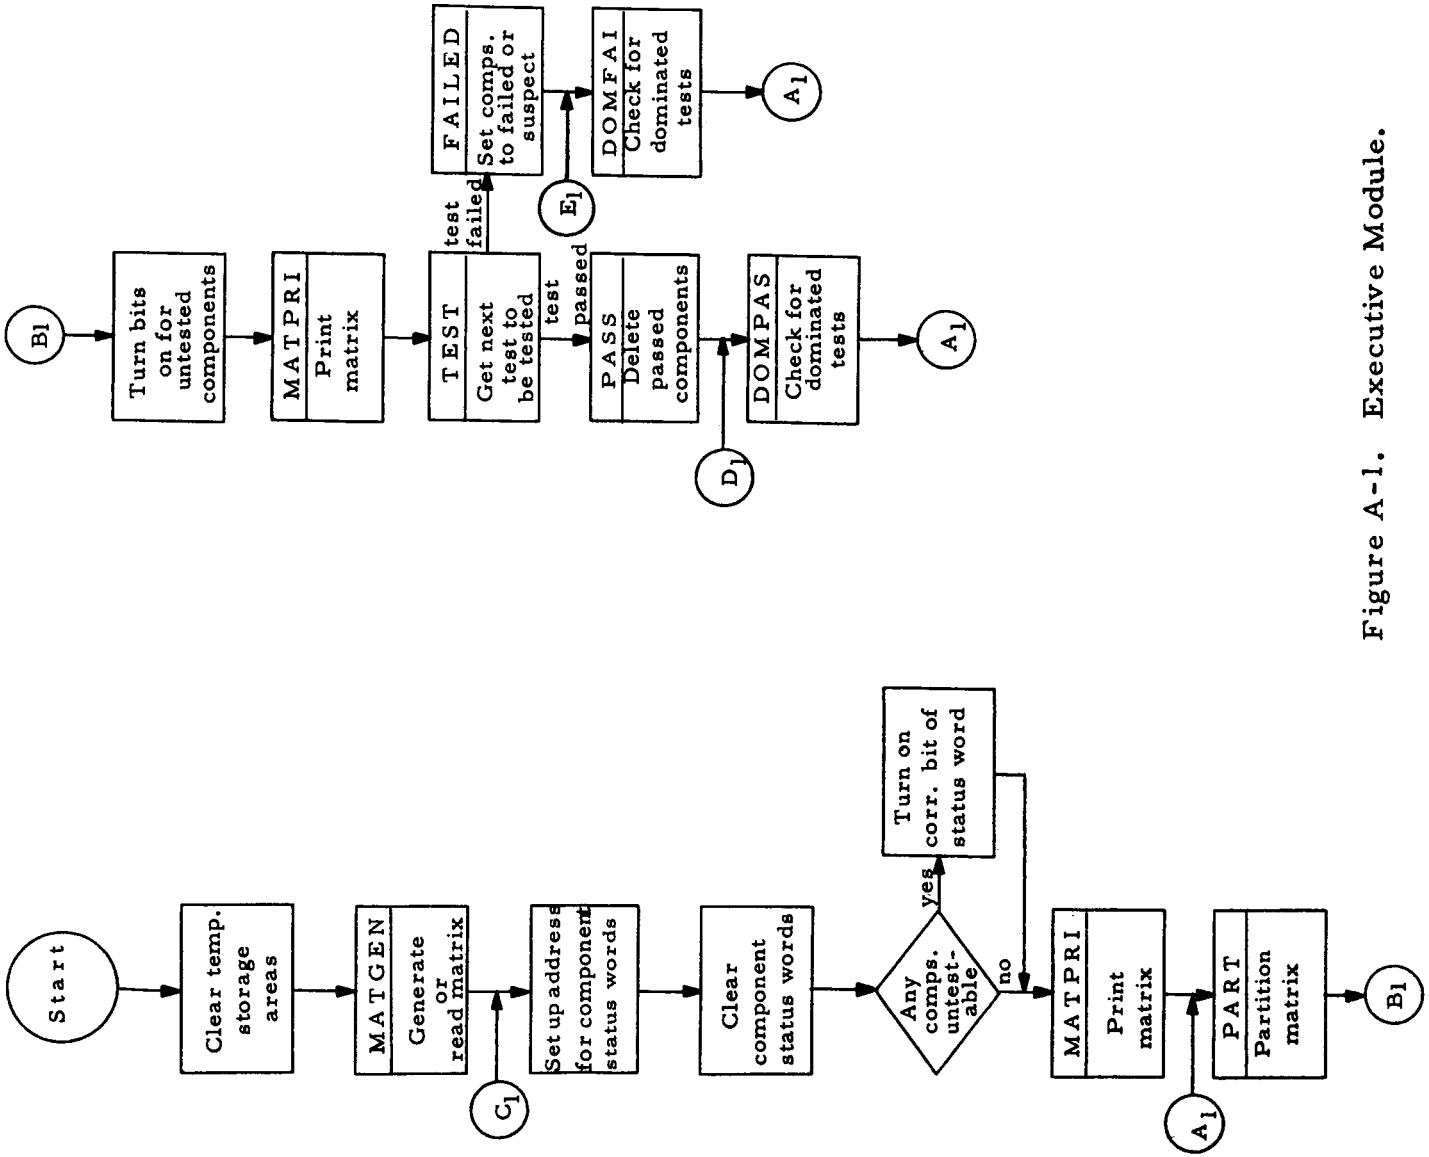 Start
Clear temp.
storage
areas
MATGEN
Generate
or
read matrix
C1
Set up address
for component
status words
Clear
component
status words
Any
comps.
untest-
able
yes
no
Turn on
corr. bit of
status word
MATPRI
Print
matrix
A1
PART
Partition
matrix
B1
B1
Turn bits
on for
untested
components
MATPRI
Print
matrix
TEST
Get next
test to
be tested
test
failed
test
passed
FAILED
Set comps.
to failed or
suspect
E1
DOMFAI
Check for
dominated
tests
A1
PASS
Delete
passed
components
D1
DOMPAS
Check for
dominated
tests
A1
Figure A-1. Executive Module.